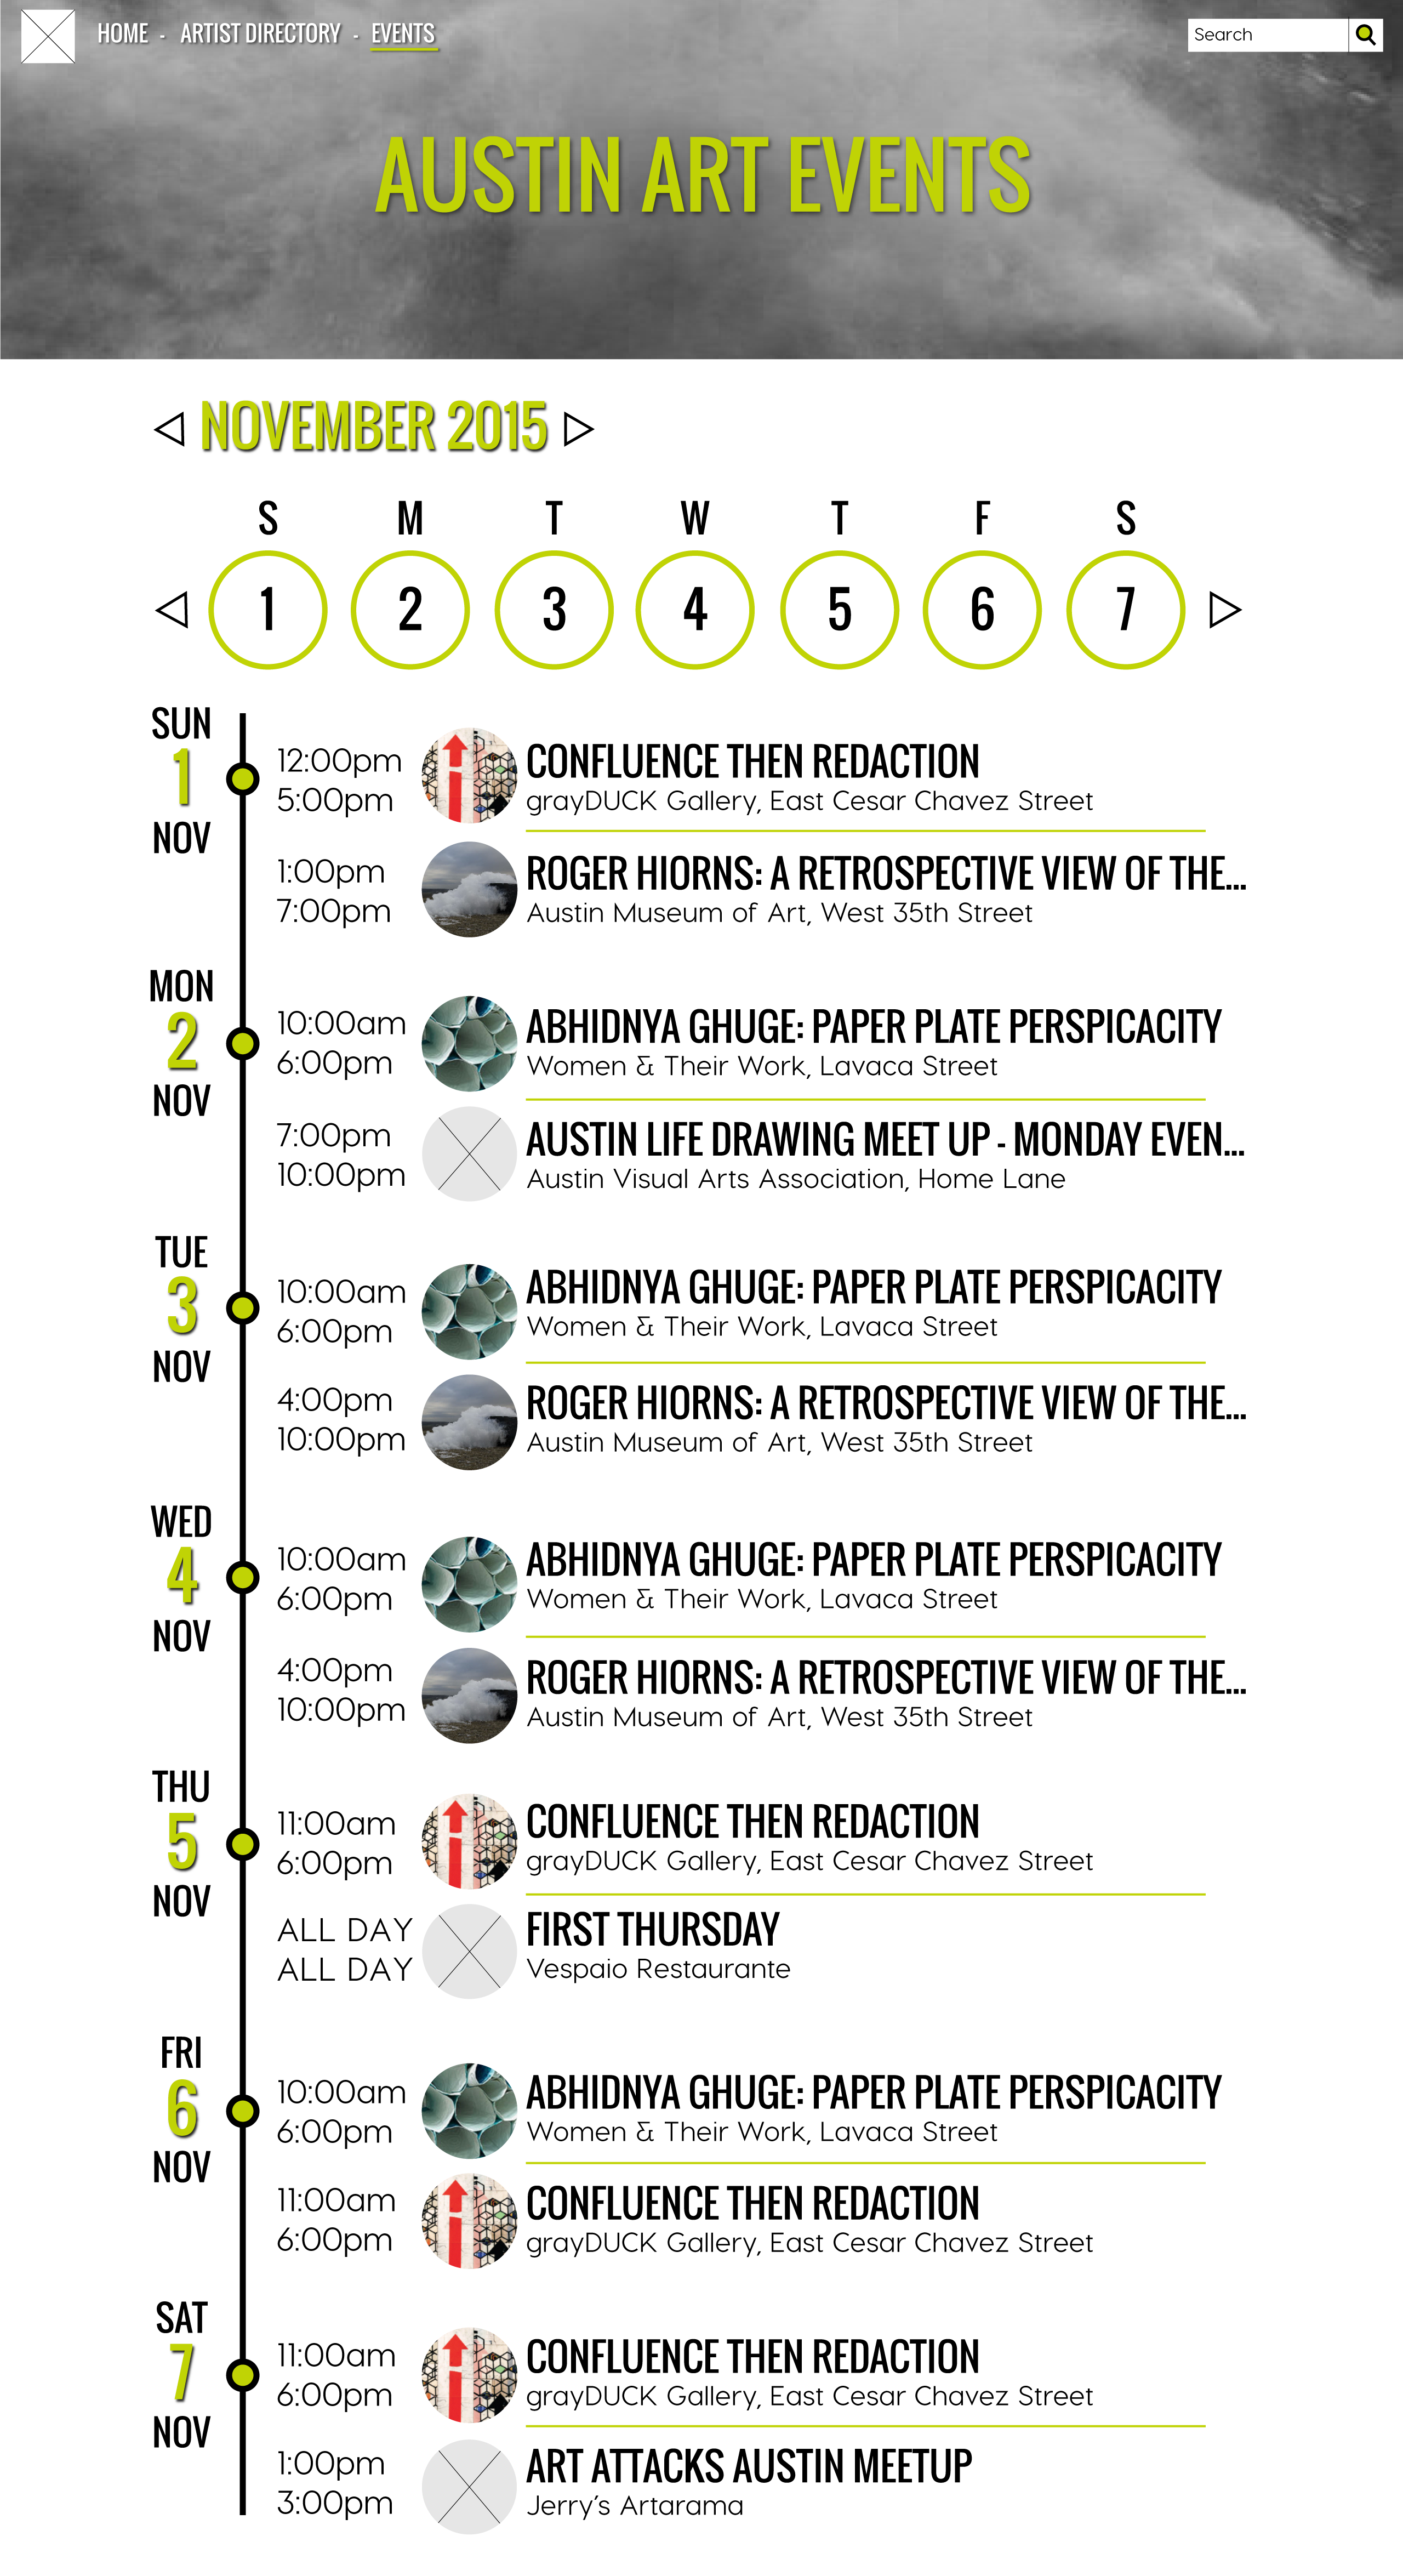 HOME - ARTIST DIRECTORY - EVENTS
Search
AUSTIN ART EVENTS
NOVEMBER 2015
S M T W T F S
1 2 3 4 5 6 7
SUN
1
NOV
12:00pm
5:00pm
CONFLUENCE THEN REDACTION
grayDUCK Gallery, East Cesar Chavez Street
1:00pm
7:00pm
ROGER HIORNS: A RETROSPECTIVE VIEW OF THE...
Austin Museum of Art, West 35th Street
MON
2
NOV
10:00am
6:00pm
ABHIDNYA GHUGE: PAPER PLATE PERSPICACITY
Women & Their Work, Lavaca Street
7:00pm
10:00pm
AUSTIN LIFE DRAWING MEET UP - MONDAY EVEN...
Austin Visual Arts Association, Home Lane
TUE
3
NOV
10:00am
6:00pm
ABHIDNYA GHUGE: PAPER PLATE PERSPICACITY
Women & Their Work, Lavaca Street
4:00pm
10:00pm
ROGER HIORNS: A RETROSPECTIVE VIEW OF THE...
Austin Museum of Art, West 35th Street
WED
4
NOV
10:00am
6:00pm
ABHIDNYA GHUGE: PAPER PLATE PERSPICACITY
Women & Their Work, Lavaca Street
4:00pm
10:00pm
ROGER HIORNS: A RETROSPECTIVE VIEW OF THE...
Austin Museum of Art, West 35th Street
THU
5
NOV
11:00am
6:00pm
CONFLUENCE THEN REDACTION
grayDUCK Gallery, East Cesar Chavez Street
ALL DAY
ALL DAY
FIRST THURSDAY
Vespaio Restaurante
FRI
6
NOV
10:00am
6:00pm
ABHIDNYA GHUGE: PAPER PLATE PERSPICACITY
Women & Their Work, Lavaca Street
11:00am
6:00pm
CONFLUENCE THEN REDACTION
grayDUCK Gallery, East Cesar Chavez Street
SAT
7
NOV
11:00am
6:00pm
CONFLUENCE THEN REDACTION
grayDUCK Gallery, East Cesar Chavez Street
1:00pm
3:00pm
ART ATTACKS AUSTIN MEETUP
Jerry's Artarama